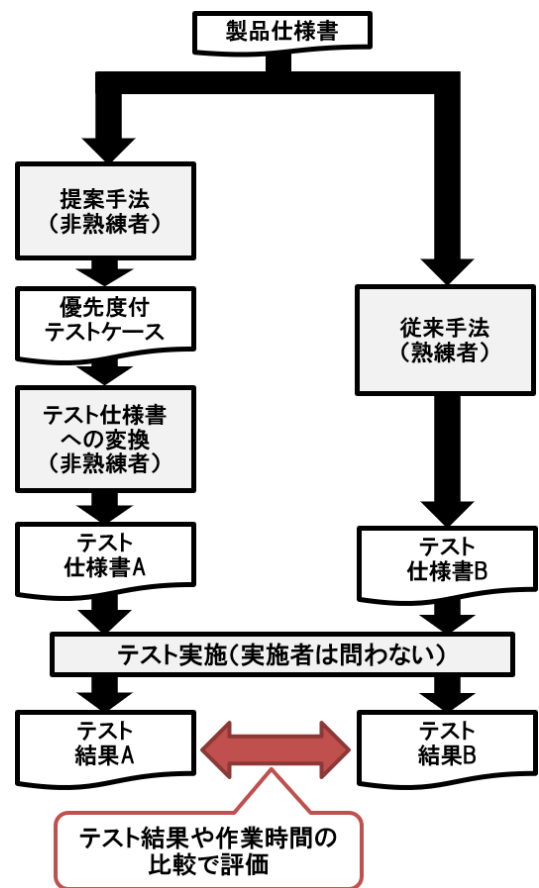 製品仕様書
提案手法
(非熟練者)
優先度付
テストケース
テスト仕様書
への変換
(非熟練者)
テスト
仕様書A
従来手法
(熟練者)
テスト
仕様書B
テスト実施(実施者は問わない)
テスト
結果A
テスト
結果B
テスト結果や作業時間の
比較で評価